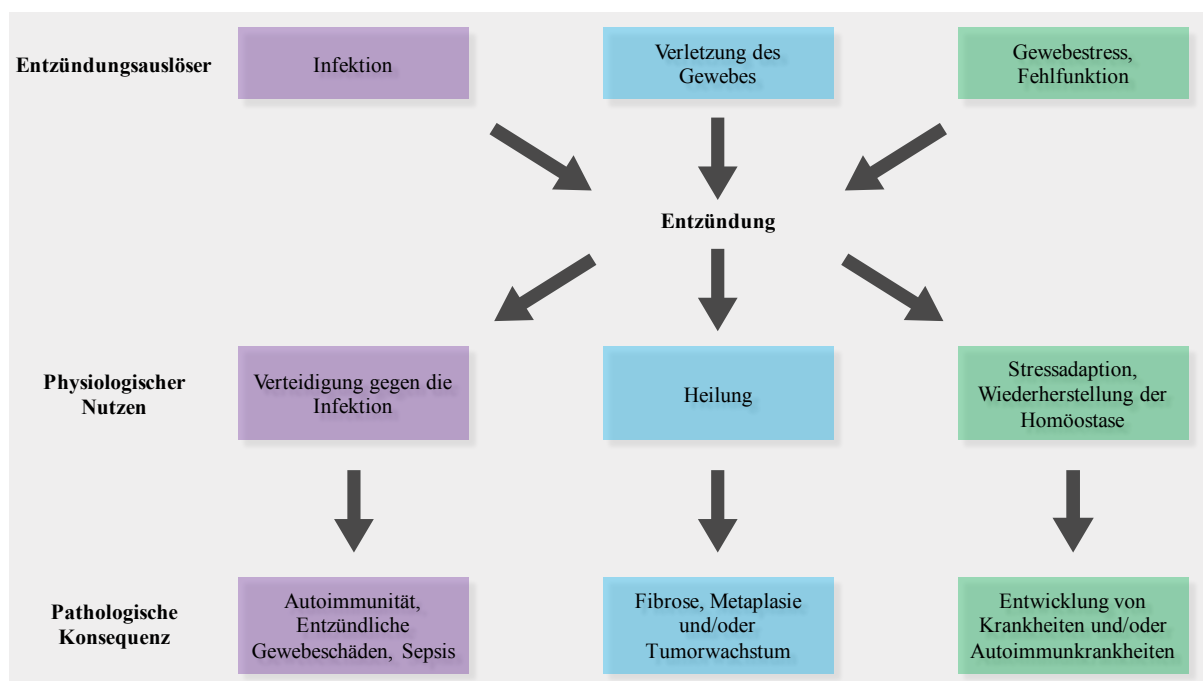 Entzündungsauslöser
Infektion
Verletzung des
Gewebes
Gewebestress,
Fehlfunktion
Entzündung
Physiologischer
Nutzen
Verteidigung gegen die
Infektion
Heilung
Stressadaption,
Wiederherstellung der
Homöostase
Pathologische
Konsequenz
Autoimmunität,
Entzündliche
Gewebeschäden, Sepsis
Fibrose, Metaplasie
und/oder
Tumorwachstum
Entwicklung von
Krankheiten und/oder
Autoimmunkrankheiten